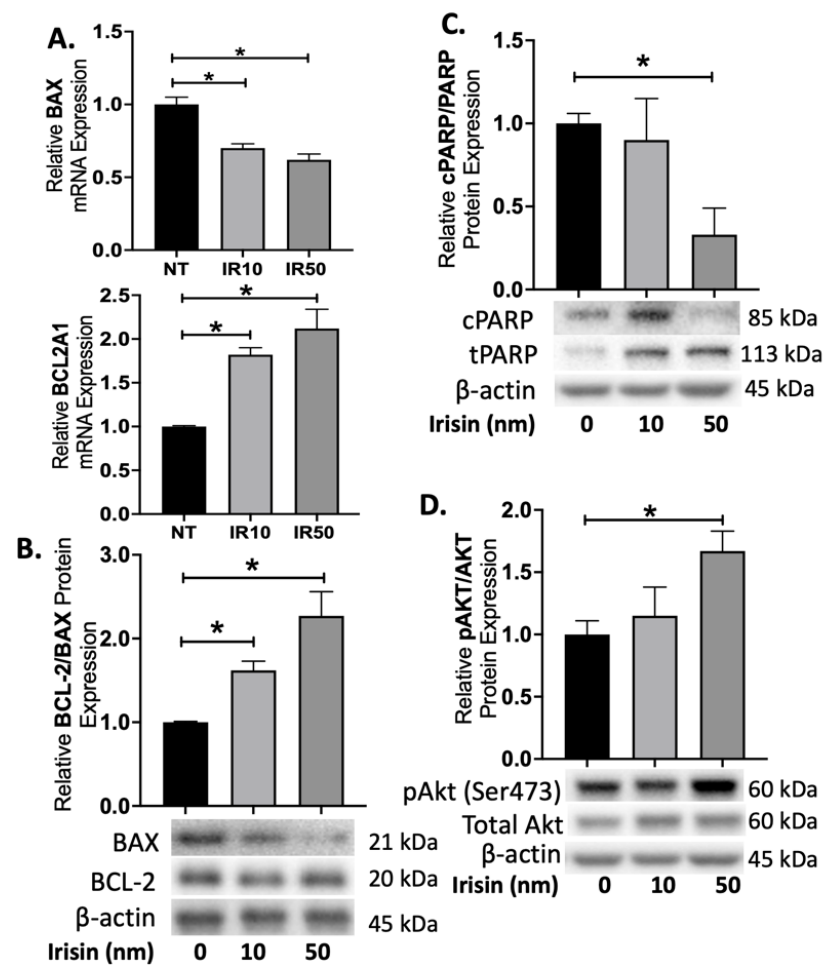 A.
Relative BAX
mRNA Expression
1.5
1.0
0.5
0.0
*
*
NT IR10 IR50
Relative BCL2A1
mRNA Expression
2.5
2.0
1.5
1.0
0.5
0.0
*
*
NT IR10 IR50
B.
Relative BCL-2/BAX Protein
Expression
3.0
2.0
1.0
0.0
*
*
BAX 21 kDa
BCL-2 20 kDa
β-actin 45 kDa
Irisin (nm) 0 10 50
C.
Relative cPARP/PARP
Protein Expression
1.5
1.0
0.5
0.0
*
cPARP 85 kDa
tPARP 113 kDa
β-actin 45 kDa
Irisin (nm) 0 10 50
D.
Relative pAKT/AKT
Protein Expression
2.0
1.5
1.0
0.5
0.0
*
pAkt (Ser473) 60 kDa
Total Akt 60 kDa
β-actin 45 kDa
Irisin (nm) 0 10 50